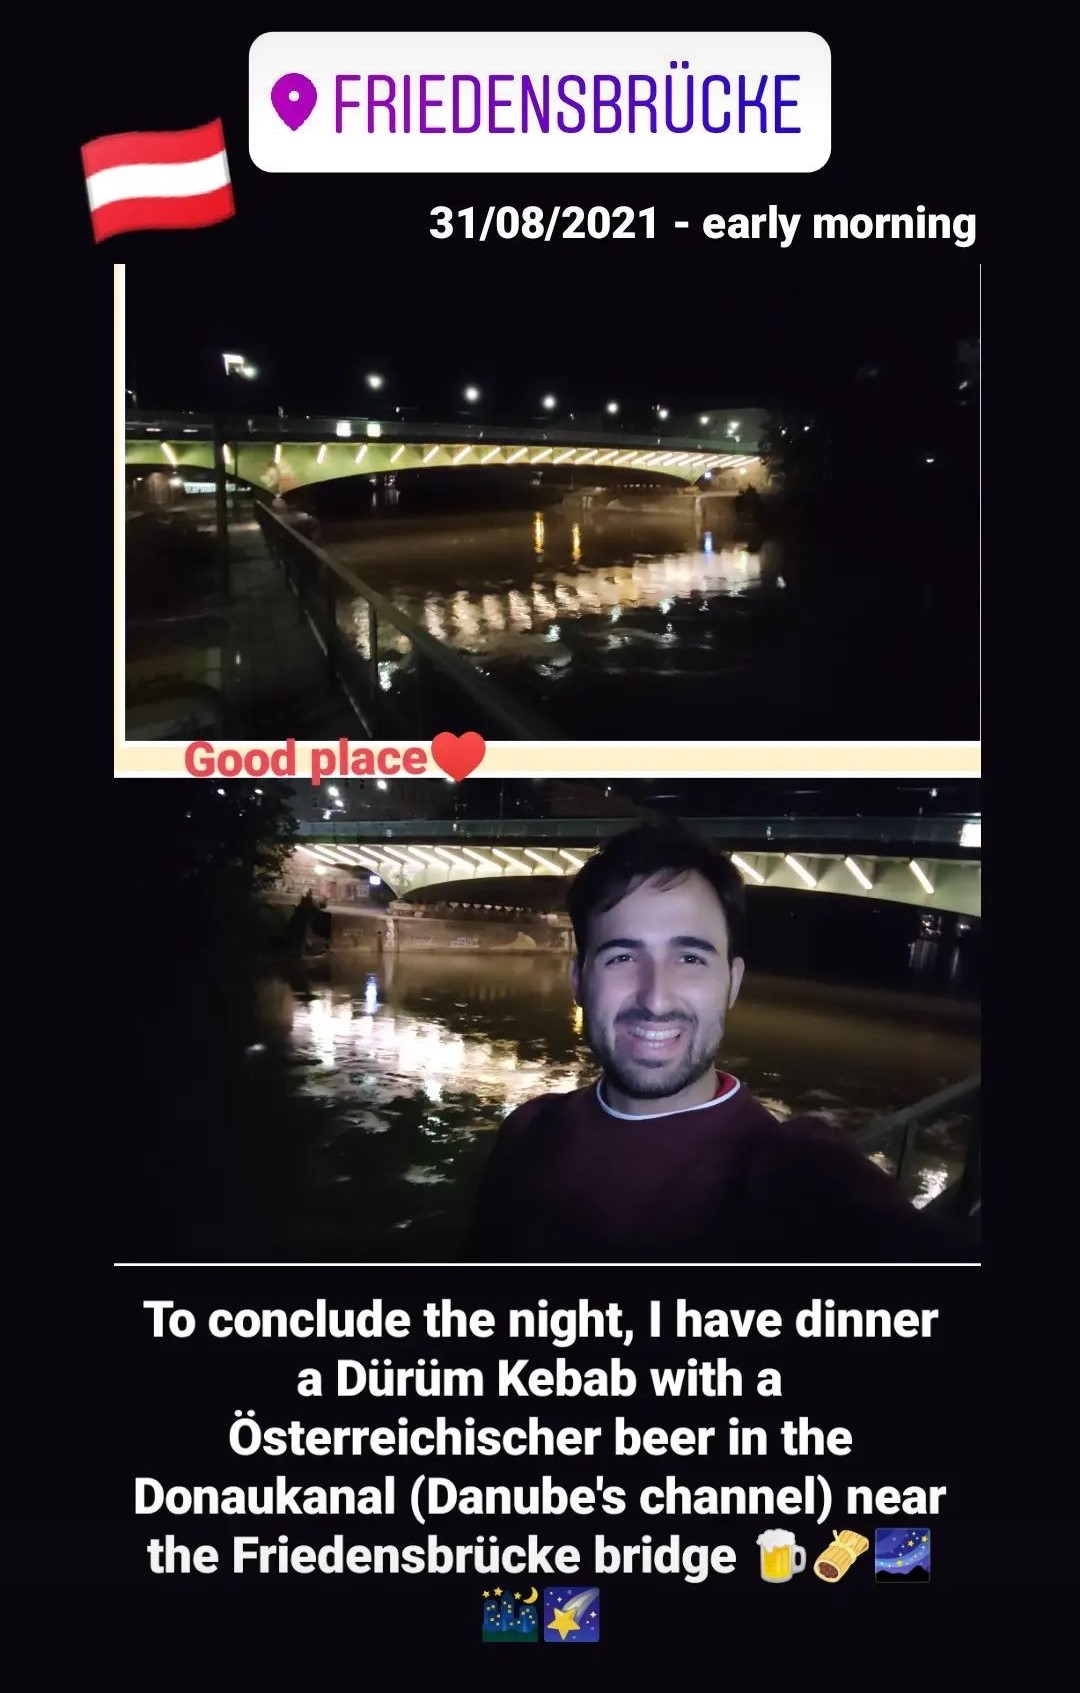 FRIEDENSBRÜCKE
31/08/2021 - early morning
Good place❤️
To conclude the night, I have dinner
a Dürüm Kebab with a
Österreichischer beer in the
Donaukanal (Danube's channel) near
the Friedensbrücke bridge 🍺🫔🌌
🌃🌠